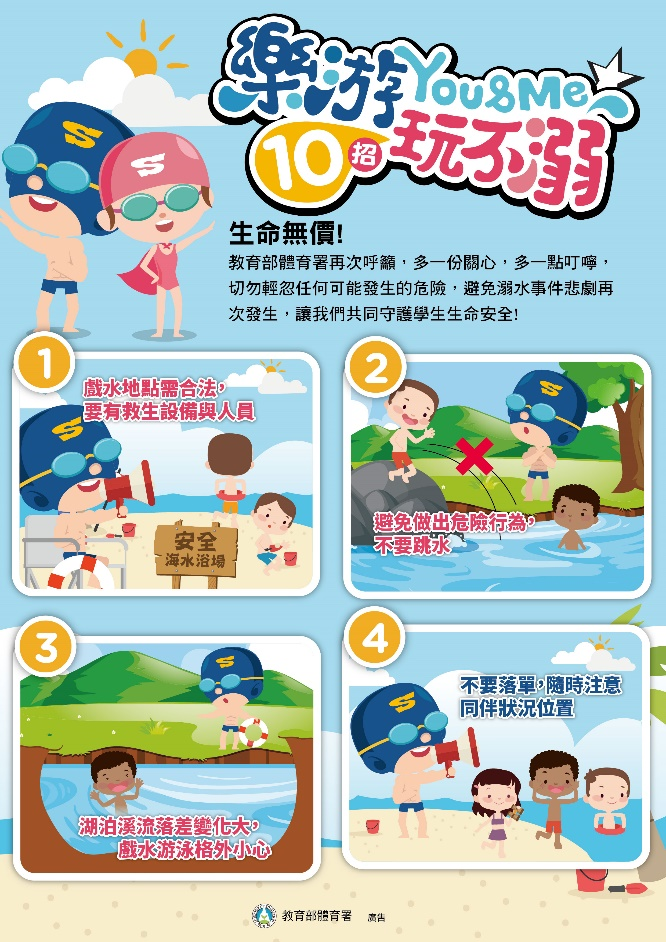 樂游You&Me
10招玩不溺
生命無價!
教育部體育署再次呼籲，多一份關心，多一點叮嚀，
切勿輕忽任何可能發生的危險，避免溺水事件悲劇再
次發生，讓我們共同守護學生生命安全!
1
戲水地點需合法，
要有救生設備與人員
S
安全
海水浴場
2
避免做出危險行為，
不要跳水
3
湖泊溪流落差變化大，
戲水游泳格外小心
4
不要落單，隨時注意
同伴狀況位置
教育部體育署 廣告